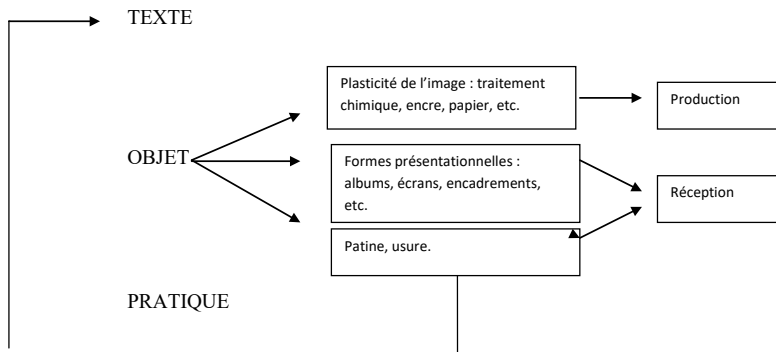 TEXTE
Plasticité de l’image : traitement
chimique, encre, papier, etc.
Production
OBJET
Formes présentationnelles :
albums, écrans, encadrements,
etc.
Réception
Patine, usure.
PRATIQUE